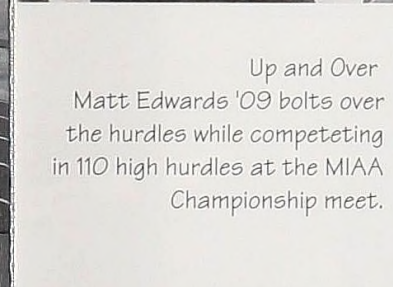 Up and Over
Matt Edwards '09 bolts over
the hurdles while competeting
in 110 high hurdles at the MIAA
Championship meet.